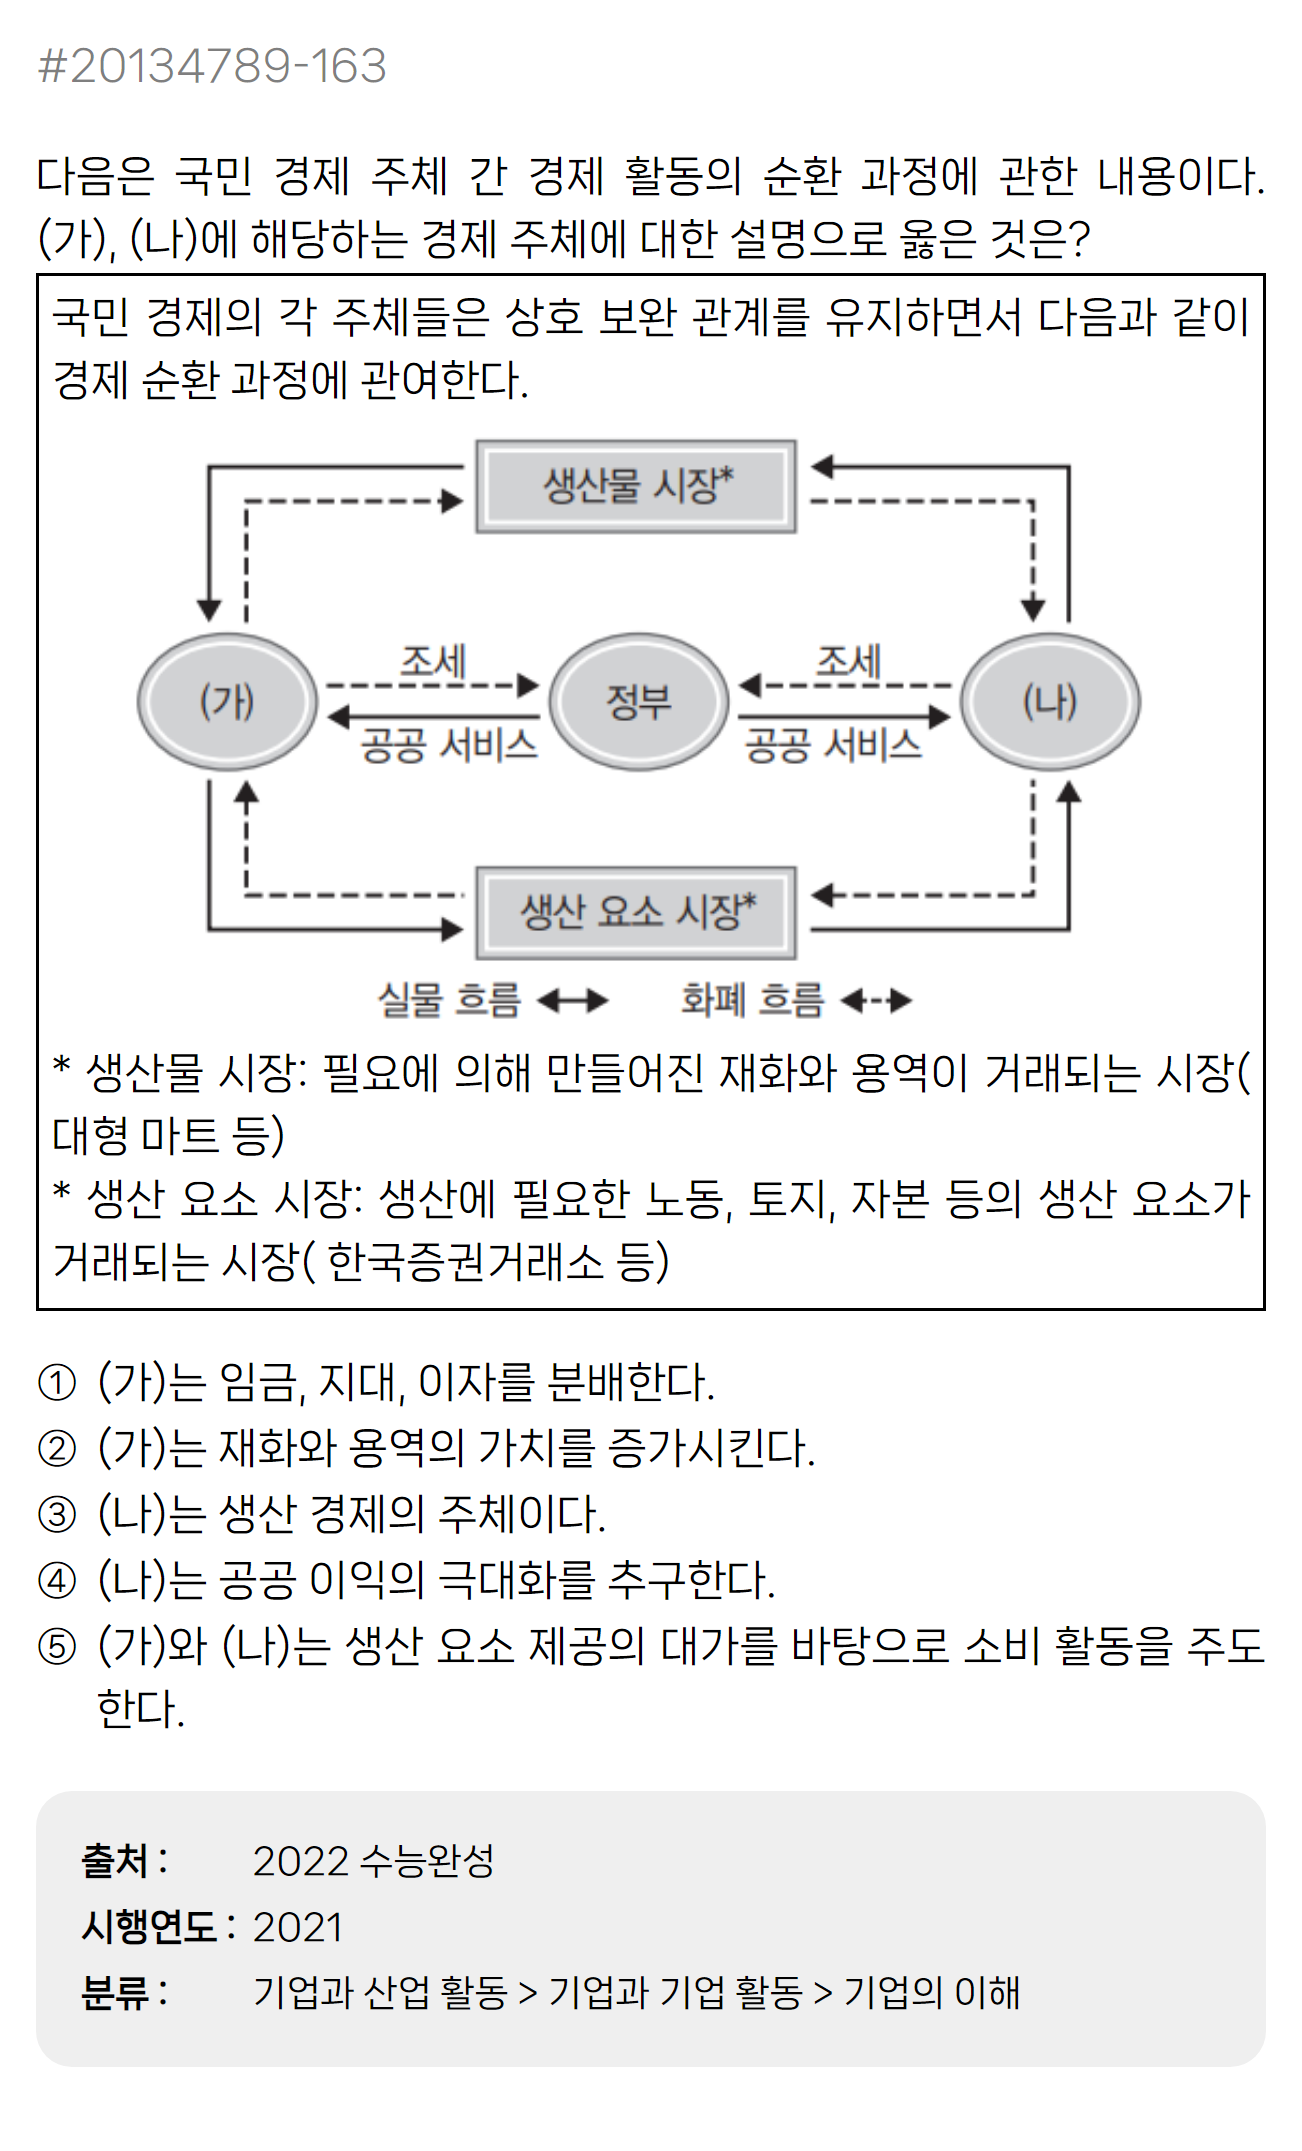 #20134789-163
다음은 국민 경제 주체 간 경제 활동의 순환 과정에 관한 내용이다.
(가), (나)에 해당하는 경제 주체에 대한 설명으로 옳은 것은?
국민 경제의 각 주체들은 상호 보완 관계를 유지하면서 다음과 같이
경제 순환 과정에 관여한다.
생산물 시장*
조세 조세
(가) 정부 (나)
공공 서비스 공공 서비스
생산 요소 시장*
실물 흐름 화폐 흐름
* 생산물 시장: 필요에 의해 만들어진 재화와 용역이 거래되는 시장(
대형 마트 등)
* 생산 요소 시장: 생산에 필요한 노동, 토지, 자본 등의 생산 요소가
거래되는 시장( 한국증권거래소 등)
① (가)는 임금, 지대, 이자를 분배한다.
② (가)는 재화와 용역의 가치를 증가시킨다.
③ (나)는 생산 경제의 주체이다.
④ (나)는 공공 이익의 극대화를 추구한다.
⑤ (가)와 (나)는 생산 요소 제공의 대가를 바탕으로 소비 활동을 주도
한다.
출처 : 2022 수능완성
시행연도 : 2021
분류 : 기업과 산업 활동 > 기업과 기업 활동 > 기업의 이해